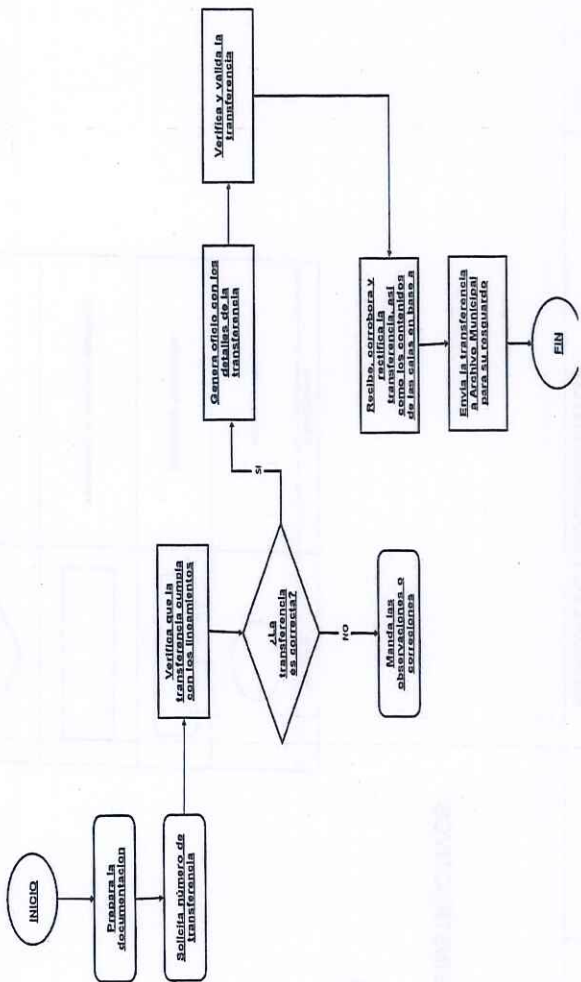 INICIO
Prepara la
documentacion
Solicita número de
transferencia
Verifica que la
transferencia cumpla
con los lineamientos
¿La
transferencia
es correcta?
NO
Manda las
observaciones o
correciones
SI
Genera oficio con los
detalles de la
transferencia
Verifica y valida la
transferencia
Recibe, corrobora y
rectifica la
transferencia, asi
como los contenidos
de las cajas en base a
Envía la transferencia
a Archivo Municipal
para su resguardo
FIN